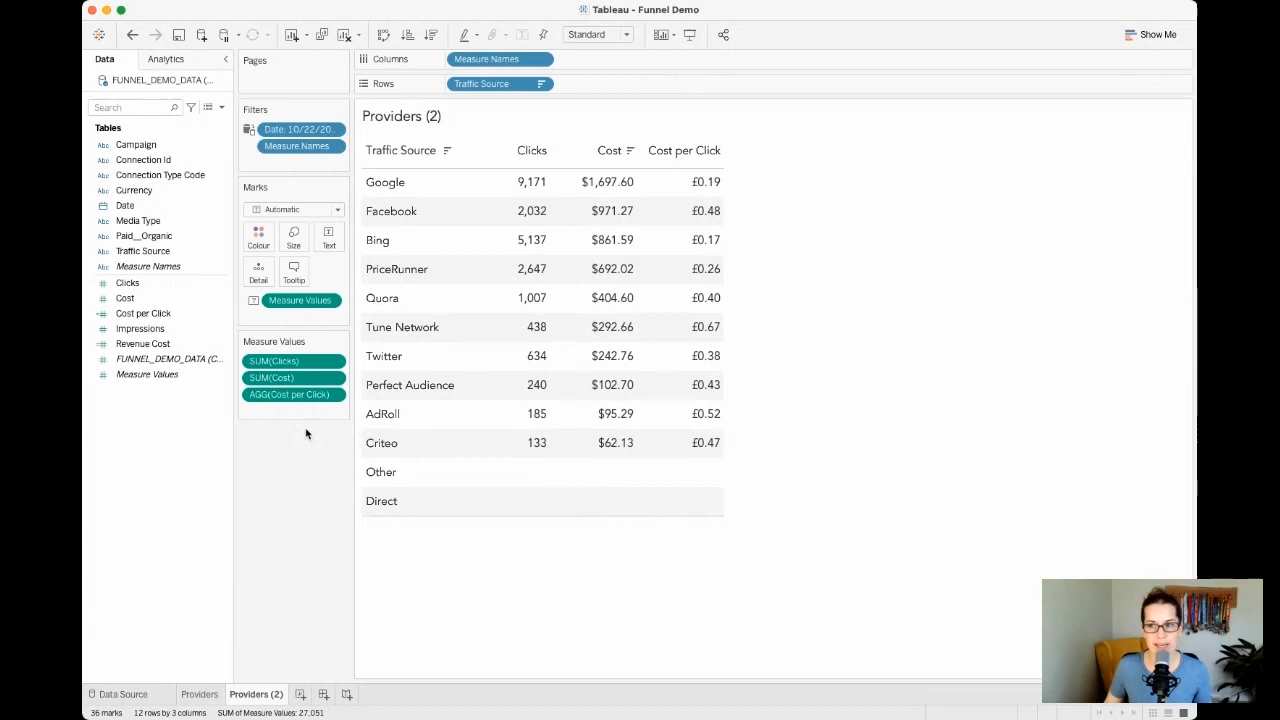 Tableau - Funnel Demo
Standard
Show Me
Data
Analytics
FUNNEL_DEMO_DATA (...
Search
Tables
Abc Campaign
Abc Connection Id
Abc Connection Type Code
Abc Currency
Date
Abc Media Type
Abc Paid__Organic
Abc Traffic Source
Abc Measure Names
Clicks
Cost
Cost per Click
Impressions
Revenue Cost
FUNNEL_DEMO_DATA (C...
Measure Values
Pages
Filters
Date: 10/22/20..
Measure Names
Marks
Automatic
Colour
Size
Text
Detail
Tooltip
Measure Values
Measure Values
SUM(Clicks)
SUM(Cost)
AGG(Cost per Click)
Columns
Measure Names
Rows
Traffic Source
Providers (2)
Traffic Source Clicks Cost Cost per Click
Google 9,171 $1,697.60 £0.19
Facebook 2,032 $971.27 £0.48
Bing 5,137 $861.59 £0.17
PriceRunner 2,647 $692.02 £0.26
Quora 1,007 $404.60 £0.40
Tune Network 438 $292.66 £0.67
Twitter 634 $242.76 £0.38
Perfect Audience 240 $102.70 £0.43
AdRoll 185 $95.29 £0.52
Criteo 133 $62.13 £0.47
Other
Direct
Data Source
Providers
Providers (2)
36 marks 12 rows by 3 columns SUM of Measure Values: 27,051